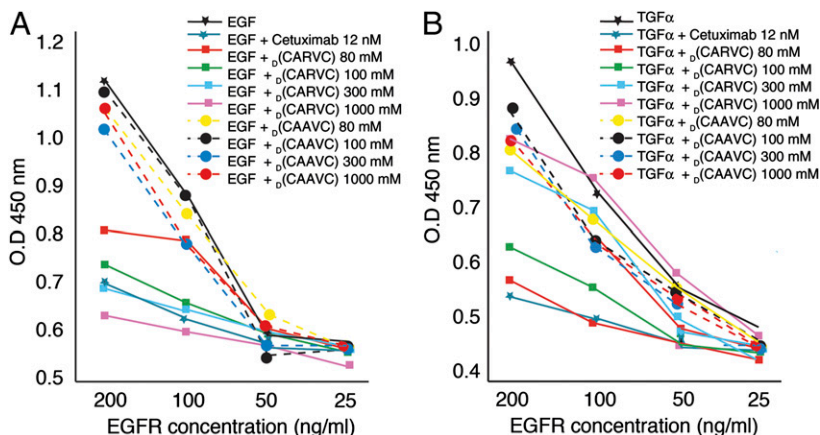 A
O.D 450 nm
1.2
1.1
1.0
0.9
0.8
0.7
0.6
0.5
200 100 50 25
EGFR concentration (ng/ml)
EGF
EGF + Cetuximab 12 nM
EGF + D(CARVC) 80 mM
EGF + D(CARVC) 100 mM
EGF + D(CARVC) 300 mM
EGF + D(CARVC) 1000 mM
EGF + D(CAAVC) 80 mM
EGF + D(CAAVC) 100 mM
EGF + D(CAAVC) 300 mM
EGF + D(CAAVC) 1000 mM
B
O.D 450 nm
1.0
0.9
0.8
0.7
0.6
0.5
0.4
200 100 50 25
EGFR concentration (ng/ml)
TGFα
TGFα + Cetuximab 12 nM
TGFα + D(CARVC) 80 mM
TGFα + D(CARVC) 100 mM
TGFα + D(CARVC) 300 mM
TGFα + D(CARVC) 1000 mM
TGFα + D(CAAVC) 80 mM
TGFα + D(CAAVC) 100 mM
TGFα + D(CAAVC) 300 mM
TGFα + D(CAAVC) 1000 mM